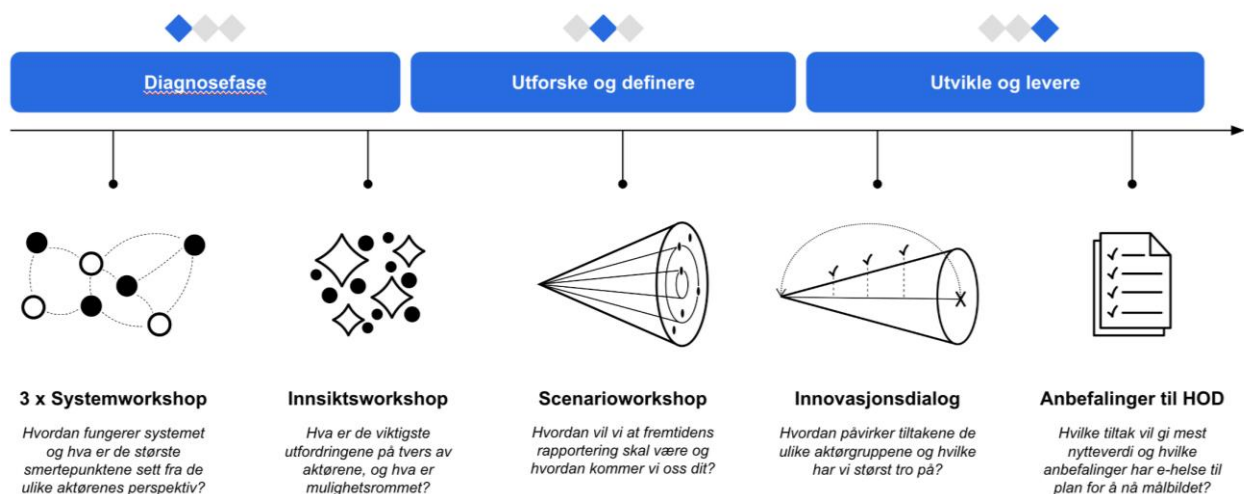 Diagnosefase
Utforske og definere
Utvikle og levere
3 x Systemworkshop
Hvordan fungerer systemet
og hva er de største
smertepunktene sett fra de
ulike aktørenes perspektiv?
Innsiktsworkshop
Hva er de viktigste
utfordringene på tvers av
aktørene, og hva er
mulighetsrommet?
Scenarioworkshop
Hvordan vil vi at fremtidens
rapportering skal være og
hvordan kommer vi oss dit?
Innovasjonsdialog
Hvordan påvirker tiltakene de
ulike aktørgruppene og hvilke
har vi størst tro på?
Anbefalinger til HOD
Hvilke tiltak vil gi mest
nytteverdi og hvilke
anbefalinger har e-helse til
plan for å nå målbildet?